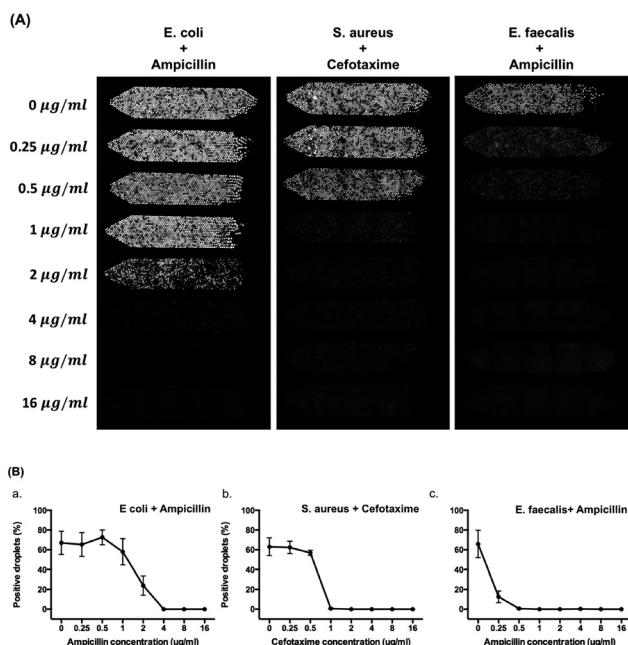 (A)
E. coli
+
Ampicillin
S. aureus
+
Cefotaxime
E. faecalis
+
Ampicillin
0 μg/ml
0.25 μg/ml
0.5 μg/ml
1 μg/ml
2 μg/ml
4 μg/ml
8 μg/ml
16 μg/ml
(B)
a.
E coli + Ampicillin
Positive droplets (%)
100
80
60
40
20
0
0 0.25 0.5 1 2 4 8 16
Ampicillin concentration (ug/ml)
b.
S. aureus + Cefotaxime
Positive droplets (%)
100
80
60
40
20
0
0 0.25 0.5 1 2 4 8 16
Cefotaxime concentration (ug/ml)
c.
E. faecalis+ Ampicillin
Positive droplets (%)
100
80
60
40
20
0
0 0.25 0.5 1 2 4 8 16
Ampicillin concentration (ug/ml)